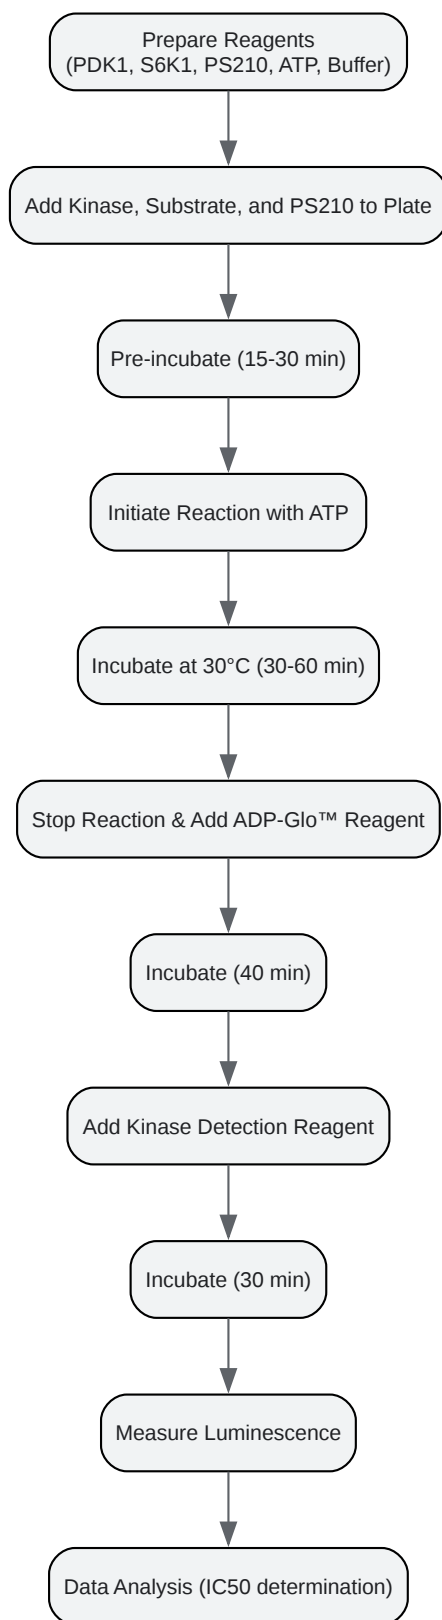 Prepare Reagents
(PDK1, S6K1, PS210, ATP, Buffer)
Add Kinase, Substrate, and PS210 to Plate
Pre-incubate (15-30 min)
Initiate Reaction with ATP
Incubate at 30°C (30-60 min)
Stop Reaction & Add ADP-Glo™ Reagent
Incubate (40 min)
Add Kinase Detection Reagent
Incubate (30 min)
Measure Luminescence
Data Analysis (IC50 determination)